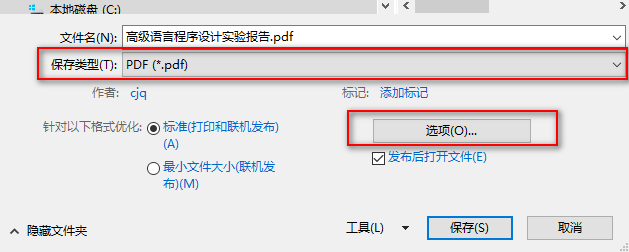 本地磁盘 (C:)
文件名(N): 高级语言程序设计实验报告.pdf
保存类型(T): PDF (*.pdf)
作者: cjq 标记: 添加标记
针对以下格式优化: 标准(打印和联机发布)
(A)
选项(O)...
最小文件大小(联机发
布)(M)
发布后打开文件(E)
隐藏文件夹 工具(L) 保存(S) 取消